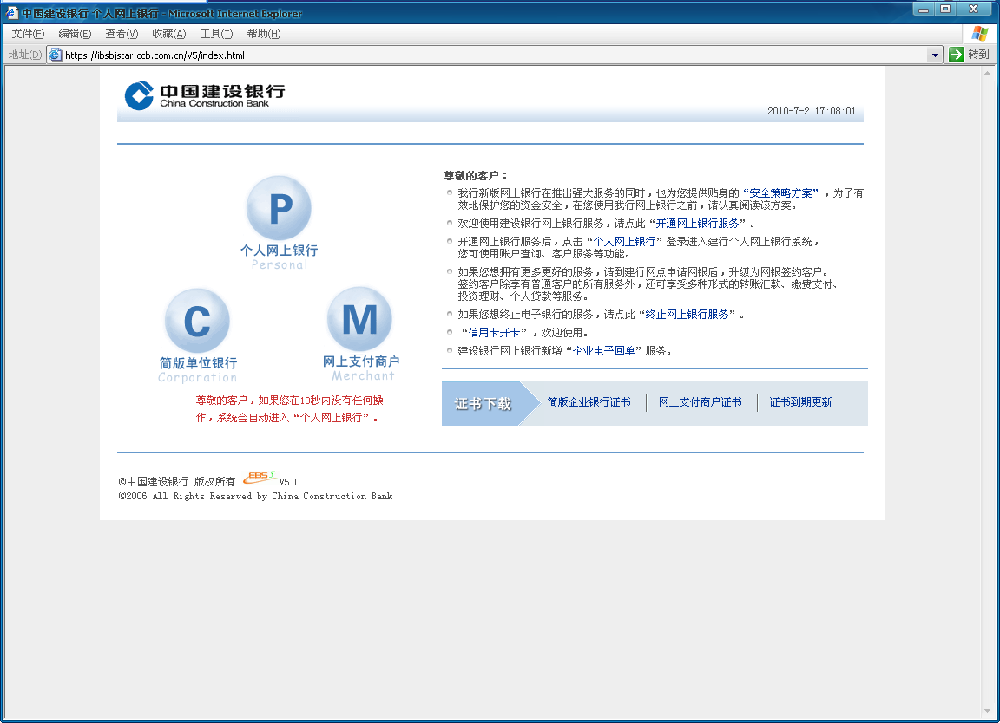 中国建设银行 个人网上银行 - Microsoft Internet Explorer
文件(F) 编辑(E) 查看(V) 收藏(A) 工具(T) 帮助(H)
地址(D) https://ibsbjstar.ccb.com.cn/V5/index.html 转到
中国建设银行
China Construction Bank
2010-7-2 17:08:01
P
个人网上银行
Personal
C
简版单位银行
Corporation
M
网上支付商户
Merchant
尊敬的客户，如果您在10秒内没有任何操
作，系统会自动进入“个人网上银行”。
尊敬的客户：
我行新版网上银行在推出强大服务的同时，也为您提供贴身的“安全策略方案”，为了有
效地保护您的资金安全，在您使用我行网上银行之前，请认真阅读该方案。
欢迎使用建设银行网上银行服务，请点此“开通网上银行服务”。
开通网上银行服务后，点击“个人网上银行”登录进入建行个人网上银行系统，
您可使用账户查询、客户服务等功能。
如果您想拥有更多更好的服务，请到建行网点申请网银盾，升级为网银签约客户。
签约客户除享有普通客户的所有服务外，还可享受多种形式的转账汇款、缴费支付、
投资理财、个人贷款等服务。
如果您想终止电子银行的服务，请点此“终止网上银行服务”。
“信用卡开卡”，欢迎使用。
建设银行网上银行新增“企业电子回单”服务。
证书下载 简版企业银行证书 网上支付商户证书 证书到期更新
©中国建设银行 版权所有 EBS5 V5.0
©2006 All Rights Reserved by China Construction Bank